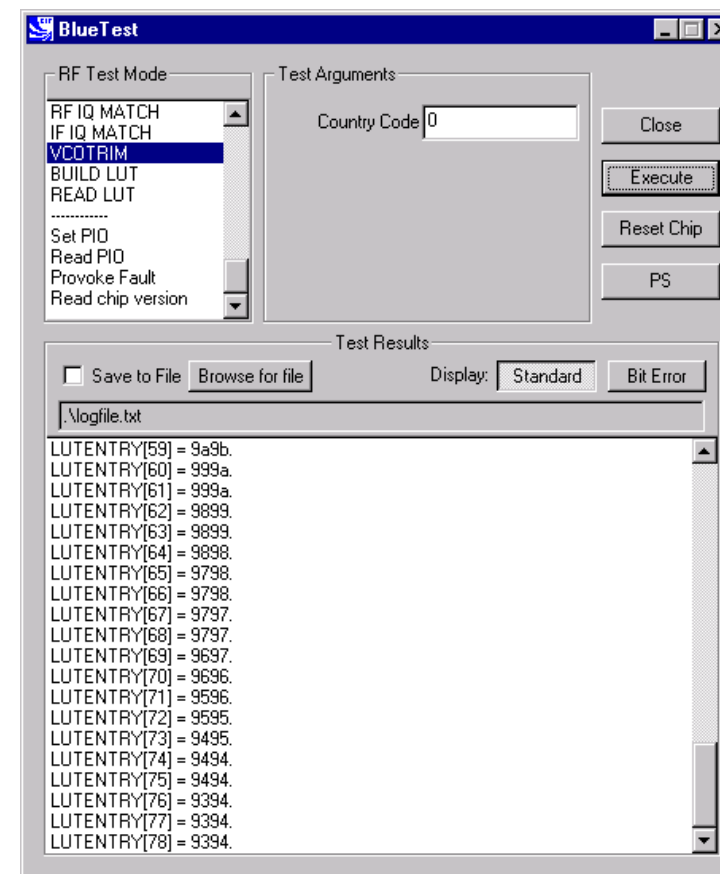 BlueTest
RF Test Mode
RF IQ MATCH
IF IQ MATCH
VCOTRIM
BUILD LUT
READ LUT
------------
Set PIO
Read PIO
Provoke Fault
Read chip version
Test Arguments
Country Code 0
Close
Execute
Reset Chip
PS
Test Results
Save to File Browse for file Display: Standard Bit Error
.\logfile.txt
LUTENTRY[59] = 9a9b.
LUTENTRY[60] = 999a.
LUTENTRY[61] = 999a.
LUTENTRY[62] = 9899.
LUTENTRY[63] = 9899.
LUTENTRY[64] = 9898.
LUTENTRY[65] = 9798.
LUTENTRY[66] = 9798.
LUTENTRY[67] = 9797.
LUTENTRY[68] = 9797.
LUTENTRY[69] = 9697.
LUTENTRY[70] = 9696.
LUTENTRY[71] = 9596.
LUTENTRY[72] = 9595.
LUTENTRY[73] = 9495.
LUTENTRY[74] = 9494.
LUTENTRY[75] = 9494.
LUTENTRY[76] = 9394.
LUTENTRY[77] = 9394.
LUTENTRY[78] = 9394.